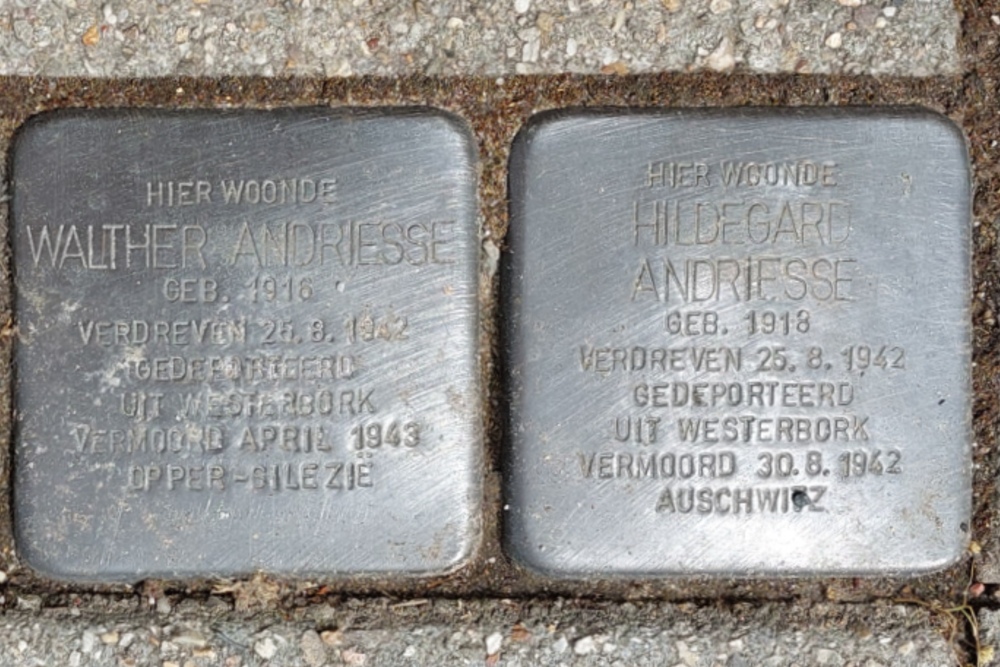 HIER WOONDE
WALTHER ANDRIESSE
GEB. 1916
VERDREVEN 25.8.1942
GEDEPORTEERD
UIT WESTERBORK
VERMOORD APRIL 1943
OPPER-SILEZIË
HIER WOONDE
HILDEGARD
ANDRIESSE
GEB. 1918
VERDREVEN 25.8.1942
GEDEPORTEERD
UIT WESTERBORK
VERMOORD 30.8.1942
AUSCHWITZ